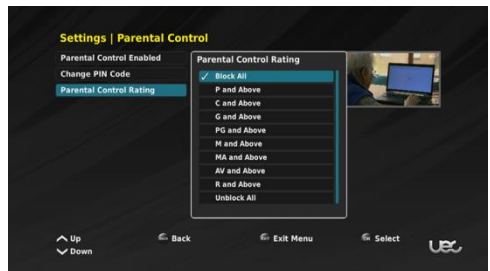 Settings | Parental Control
Parental Control Enabled
Change PIN Code
Parental Control Rating
Parental Control Rating
✓ Block All
P and Above
C and Above
G and Above
PG and Above
M and Above
MA and Above
AV and Above
R and Above
Unblock All
Up
Down
Back
Exit Menu
Select
UEC